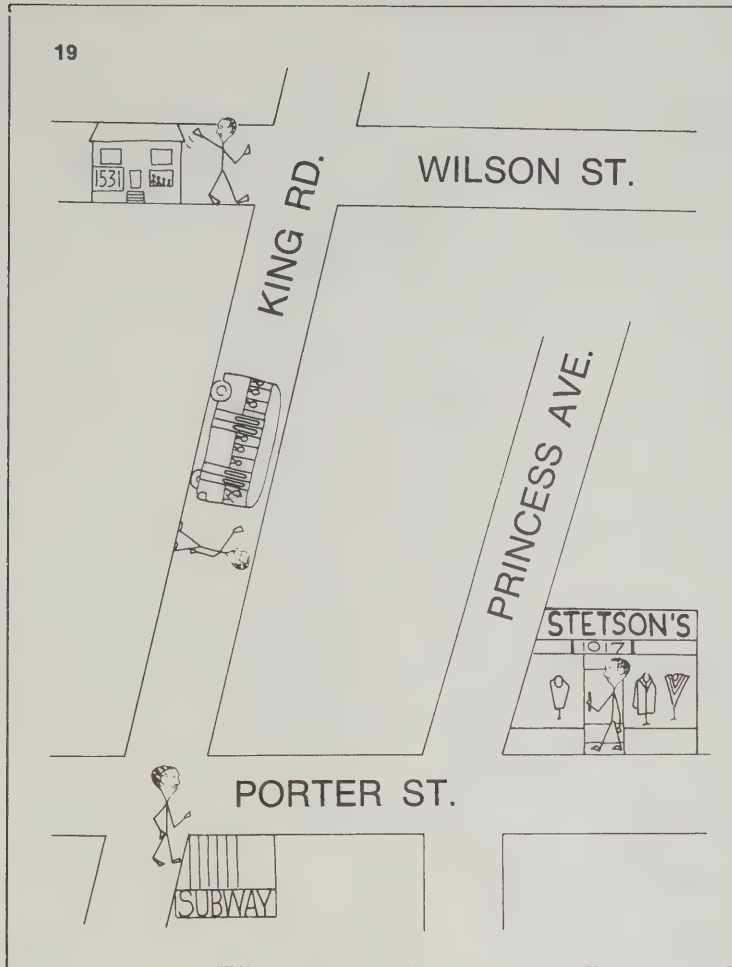 19
1531
WILSON ST.
KING RD.
PRINCESS AVE.
STETSON'S
1017
PORTER ST.
SUBWAY